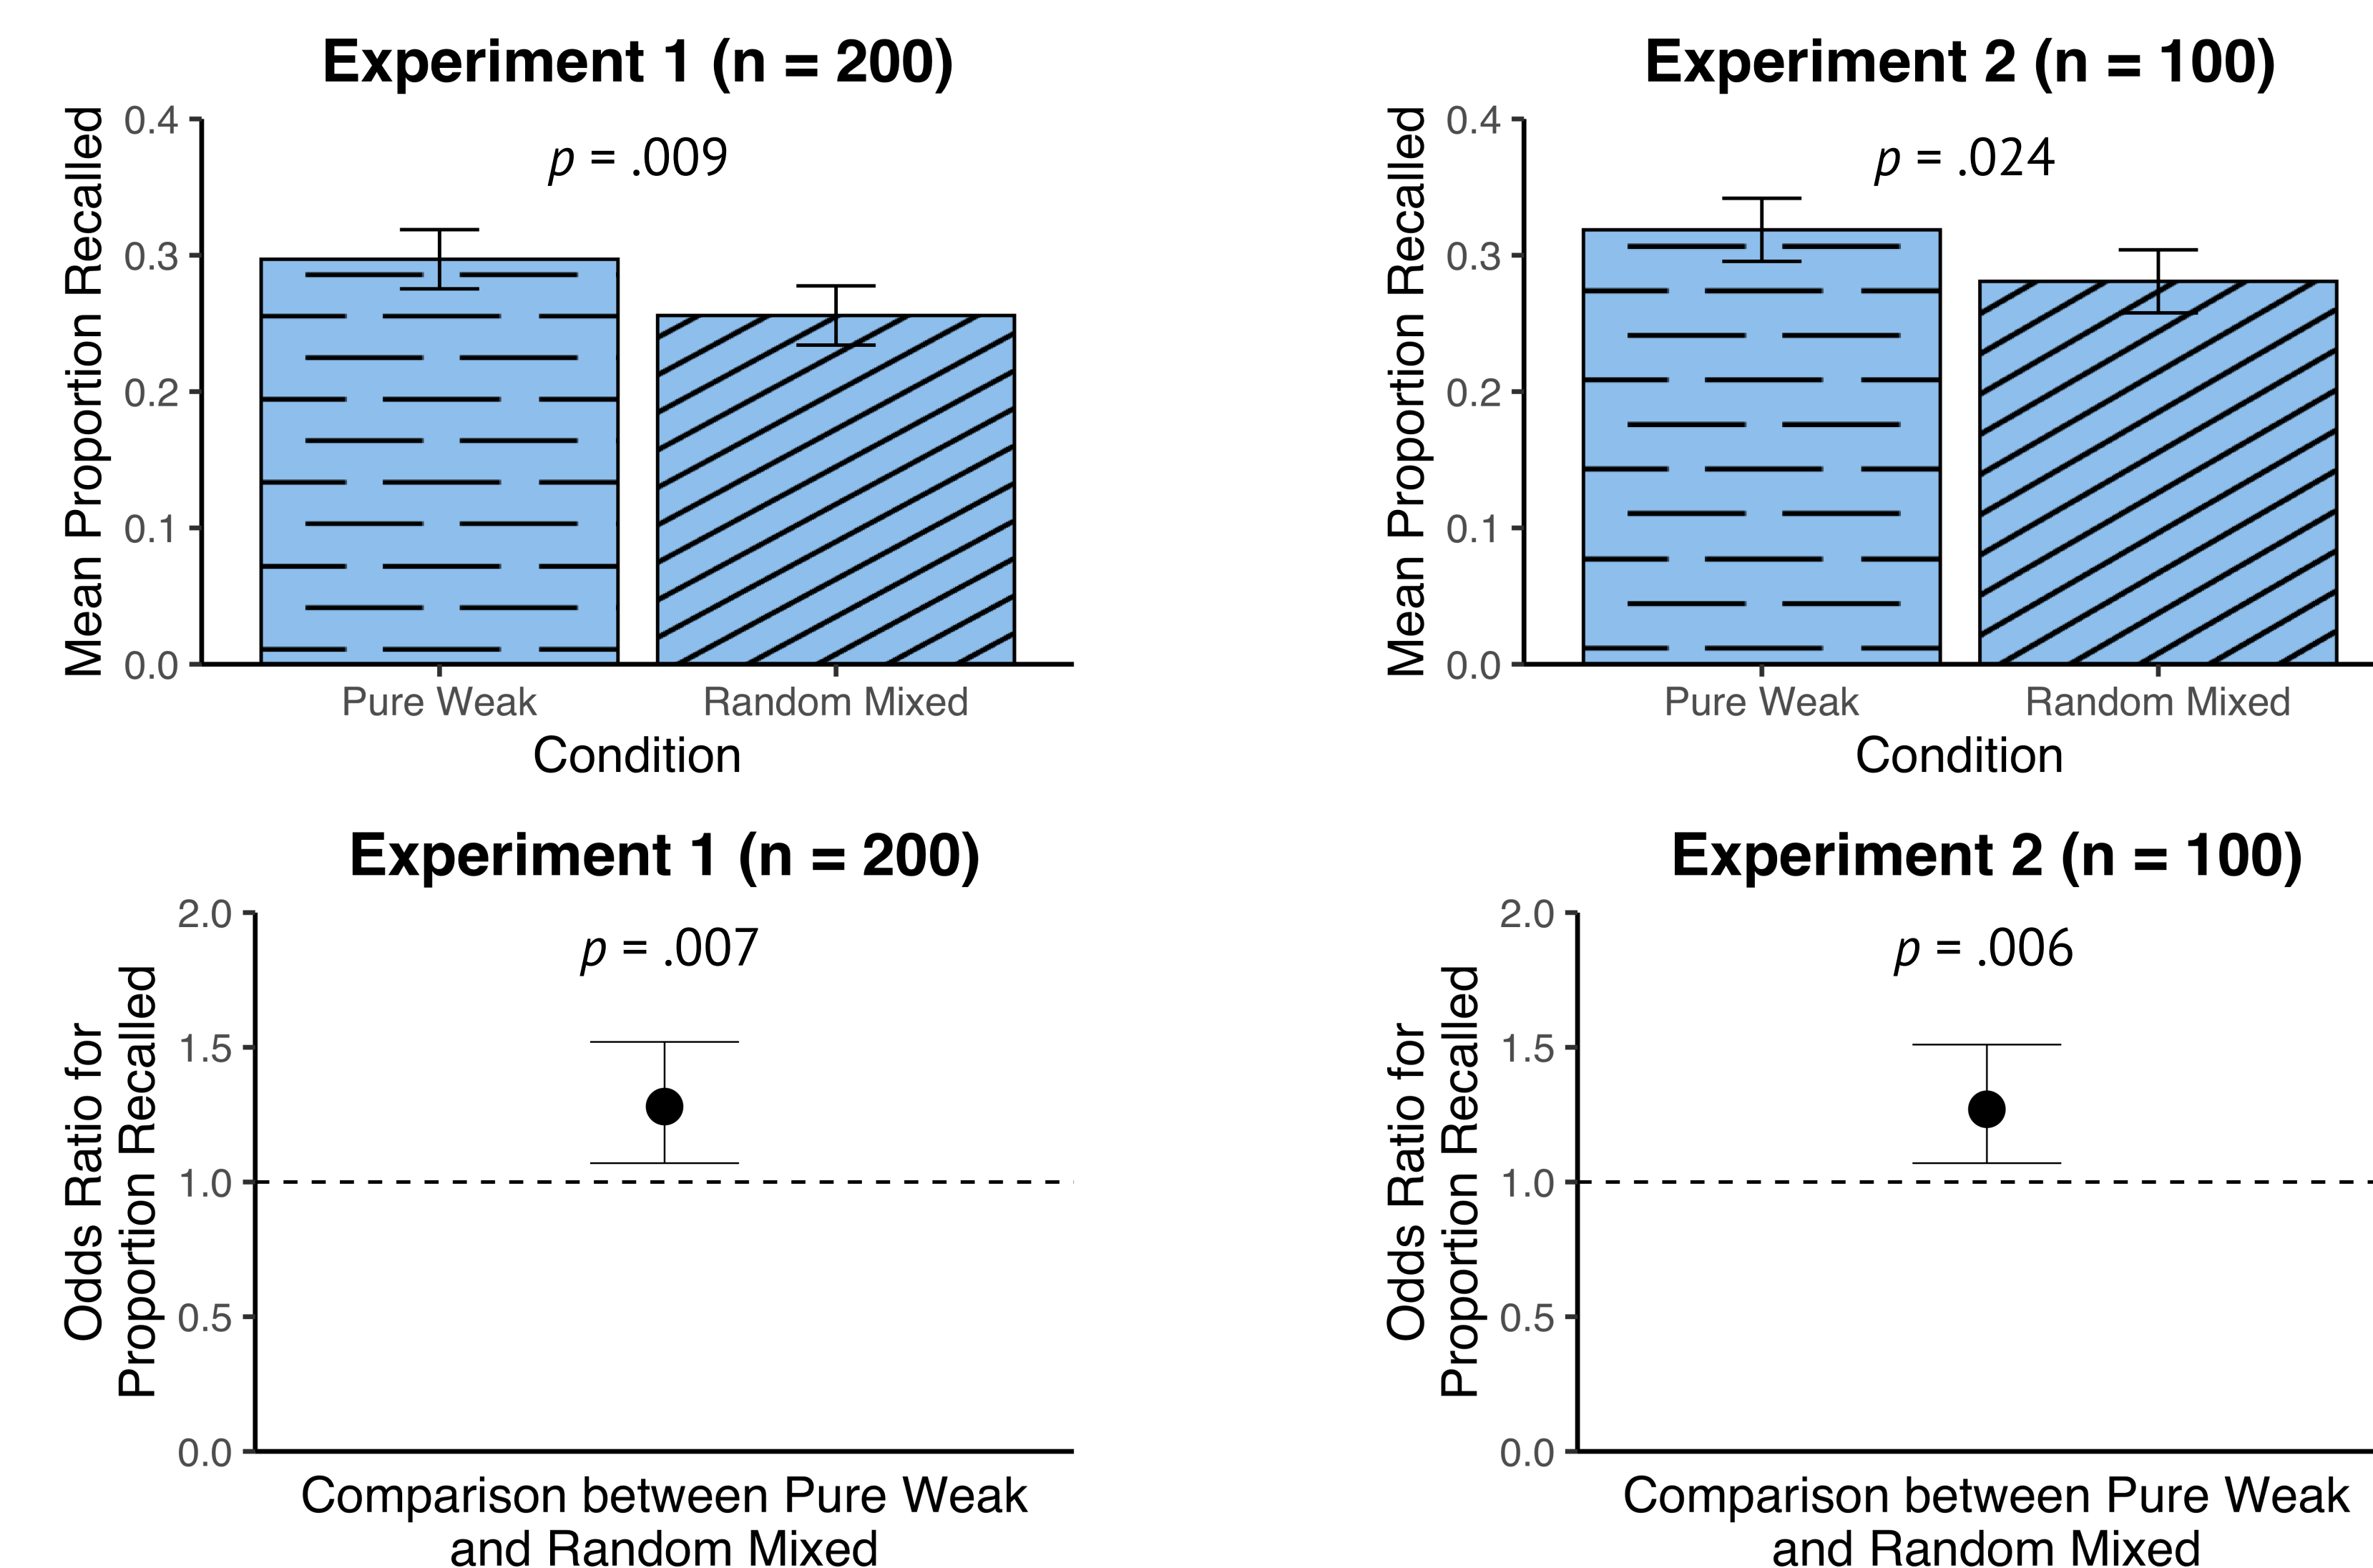 Experiment 1 (n = 200)
Mean Proportion Recalled
0.4
0.3
0.2
0.1
0.0
p = .009
Pure Weak
Random Mixed
Condition
Experiment 2 (n = 100)
Mean Proportion Recalled
0.4
0.3
0.2
0.1
0.0
p = .024
Pure Weak
Random Mixed
Condition
Experiment 1 (n = 200)
Odds Ratio for
Proportion Recalled
2.0
1.5
1.0
0.5
0.0
p = .007
Comparison between Pure Weak
and Random Mixed
Experiment 2 (n = 100)
Odds Ratio for
Proportion Recalled
2.0
1.5
1.0
0.5
0.0
p = .006
Comparison between Pure Weak
and Random Mixed